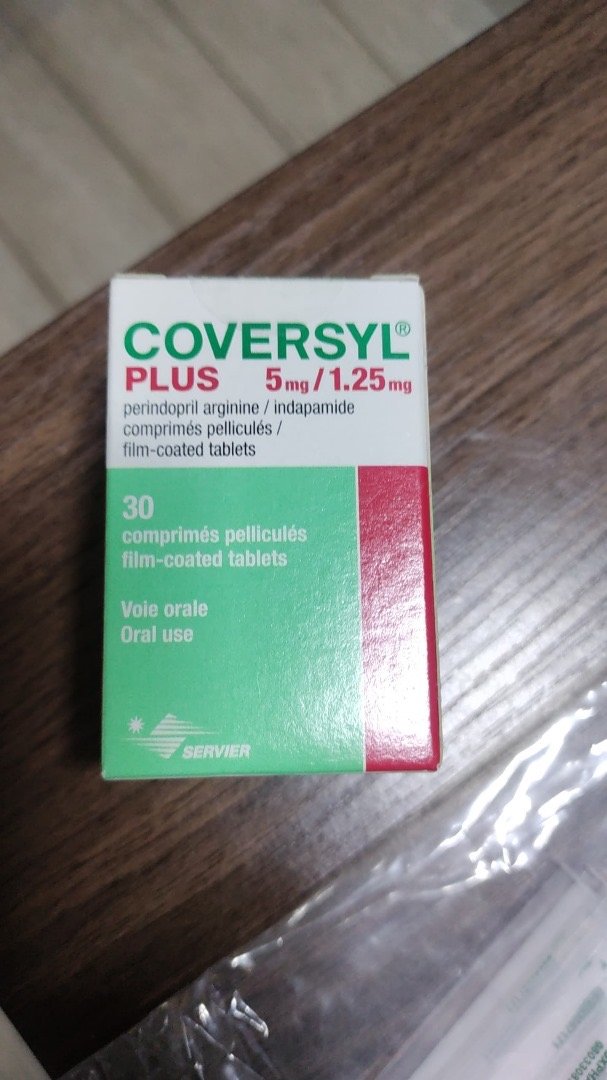 COVERSYL®
PLUS 5mg/1.25mg
perindopril arginine / indapamide
comprimés pelliculés /
film-coated tablets
30
comprimés pelliculés
film-coated tablets
Voie orale
Oral use
SERVIER